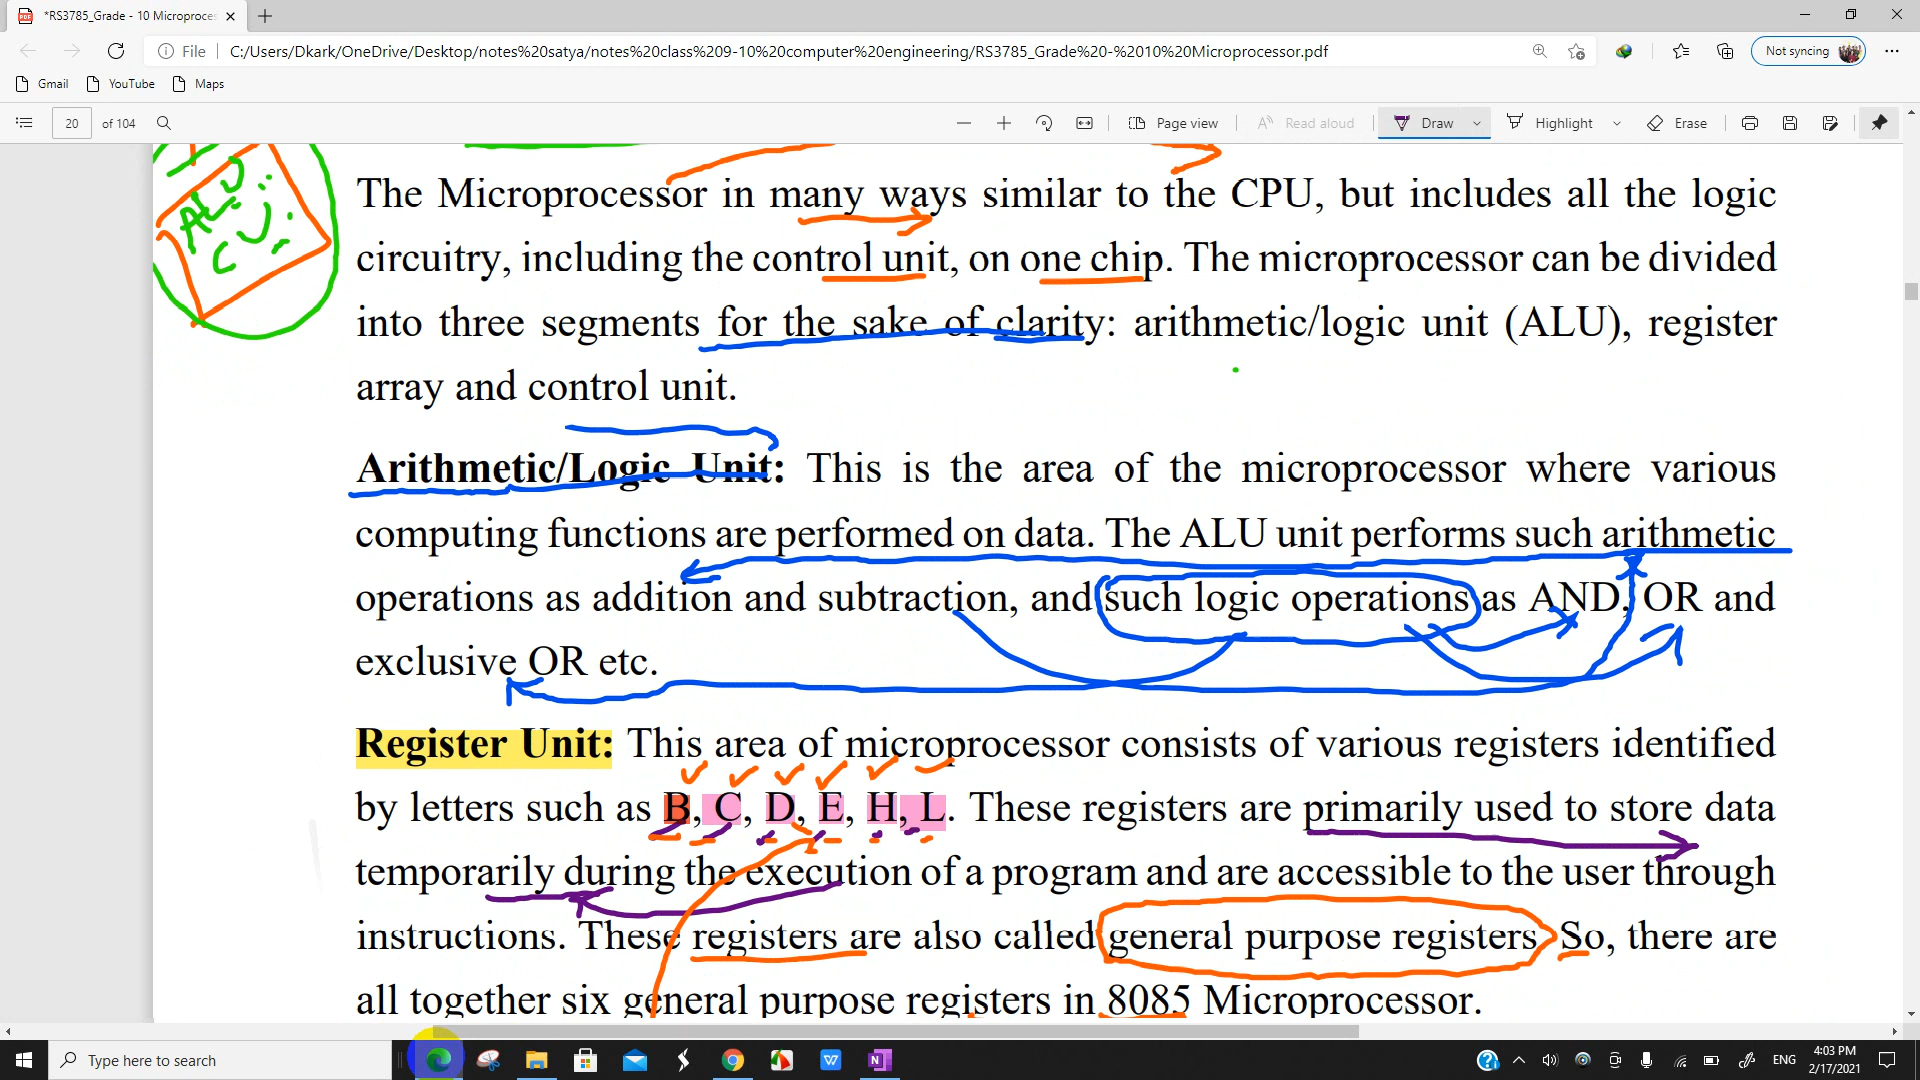 *RS3785_Grade - 10 Microproces
File
C:/Users/Dkark/OneDrive/Desktop/notes%20satya/notes%20class%209-10%20computer%20engineering/RS3785_Grade%20-%2010%20Microprocessor.pdf
Not syncing
Gmail YouTube Maps
20 of 104
Page view
Read aloud
Draw
Highlight
Erase
ALU
CU
The Microprocessor in many ways similar to the CPU, but includes all the logic
circuitry, including the control unit, on one chip. The microprocessor can be divided
into three segments for the sake of clarity: arithmetic/logic unit (ALU), register
array and control unit.
Arithmetic/Logic Unit: This is the area of the microprocessor where various
computing functions are performed on data. The ALU unit performs such arithmetic
operations as addition and subtraction, and such logic operations as AND, OR and
exclusive OR etc.
Register Unit: This area of microprocessor consists of various registers identified
by letters such as B, C, D, E, H, L. These registers are primarily used to store data
temporarily during the execution of a program and are accessible to the user through
instructions. These registers are also called general purpose registers So, there are
all together six general purpose registers in 8085 Microprocessor.
Type here to search
ENG
4:03 PM
2/17/2021